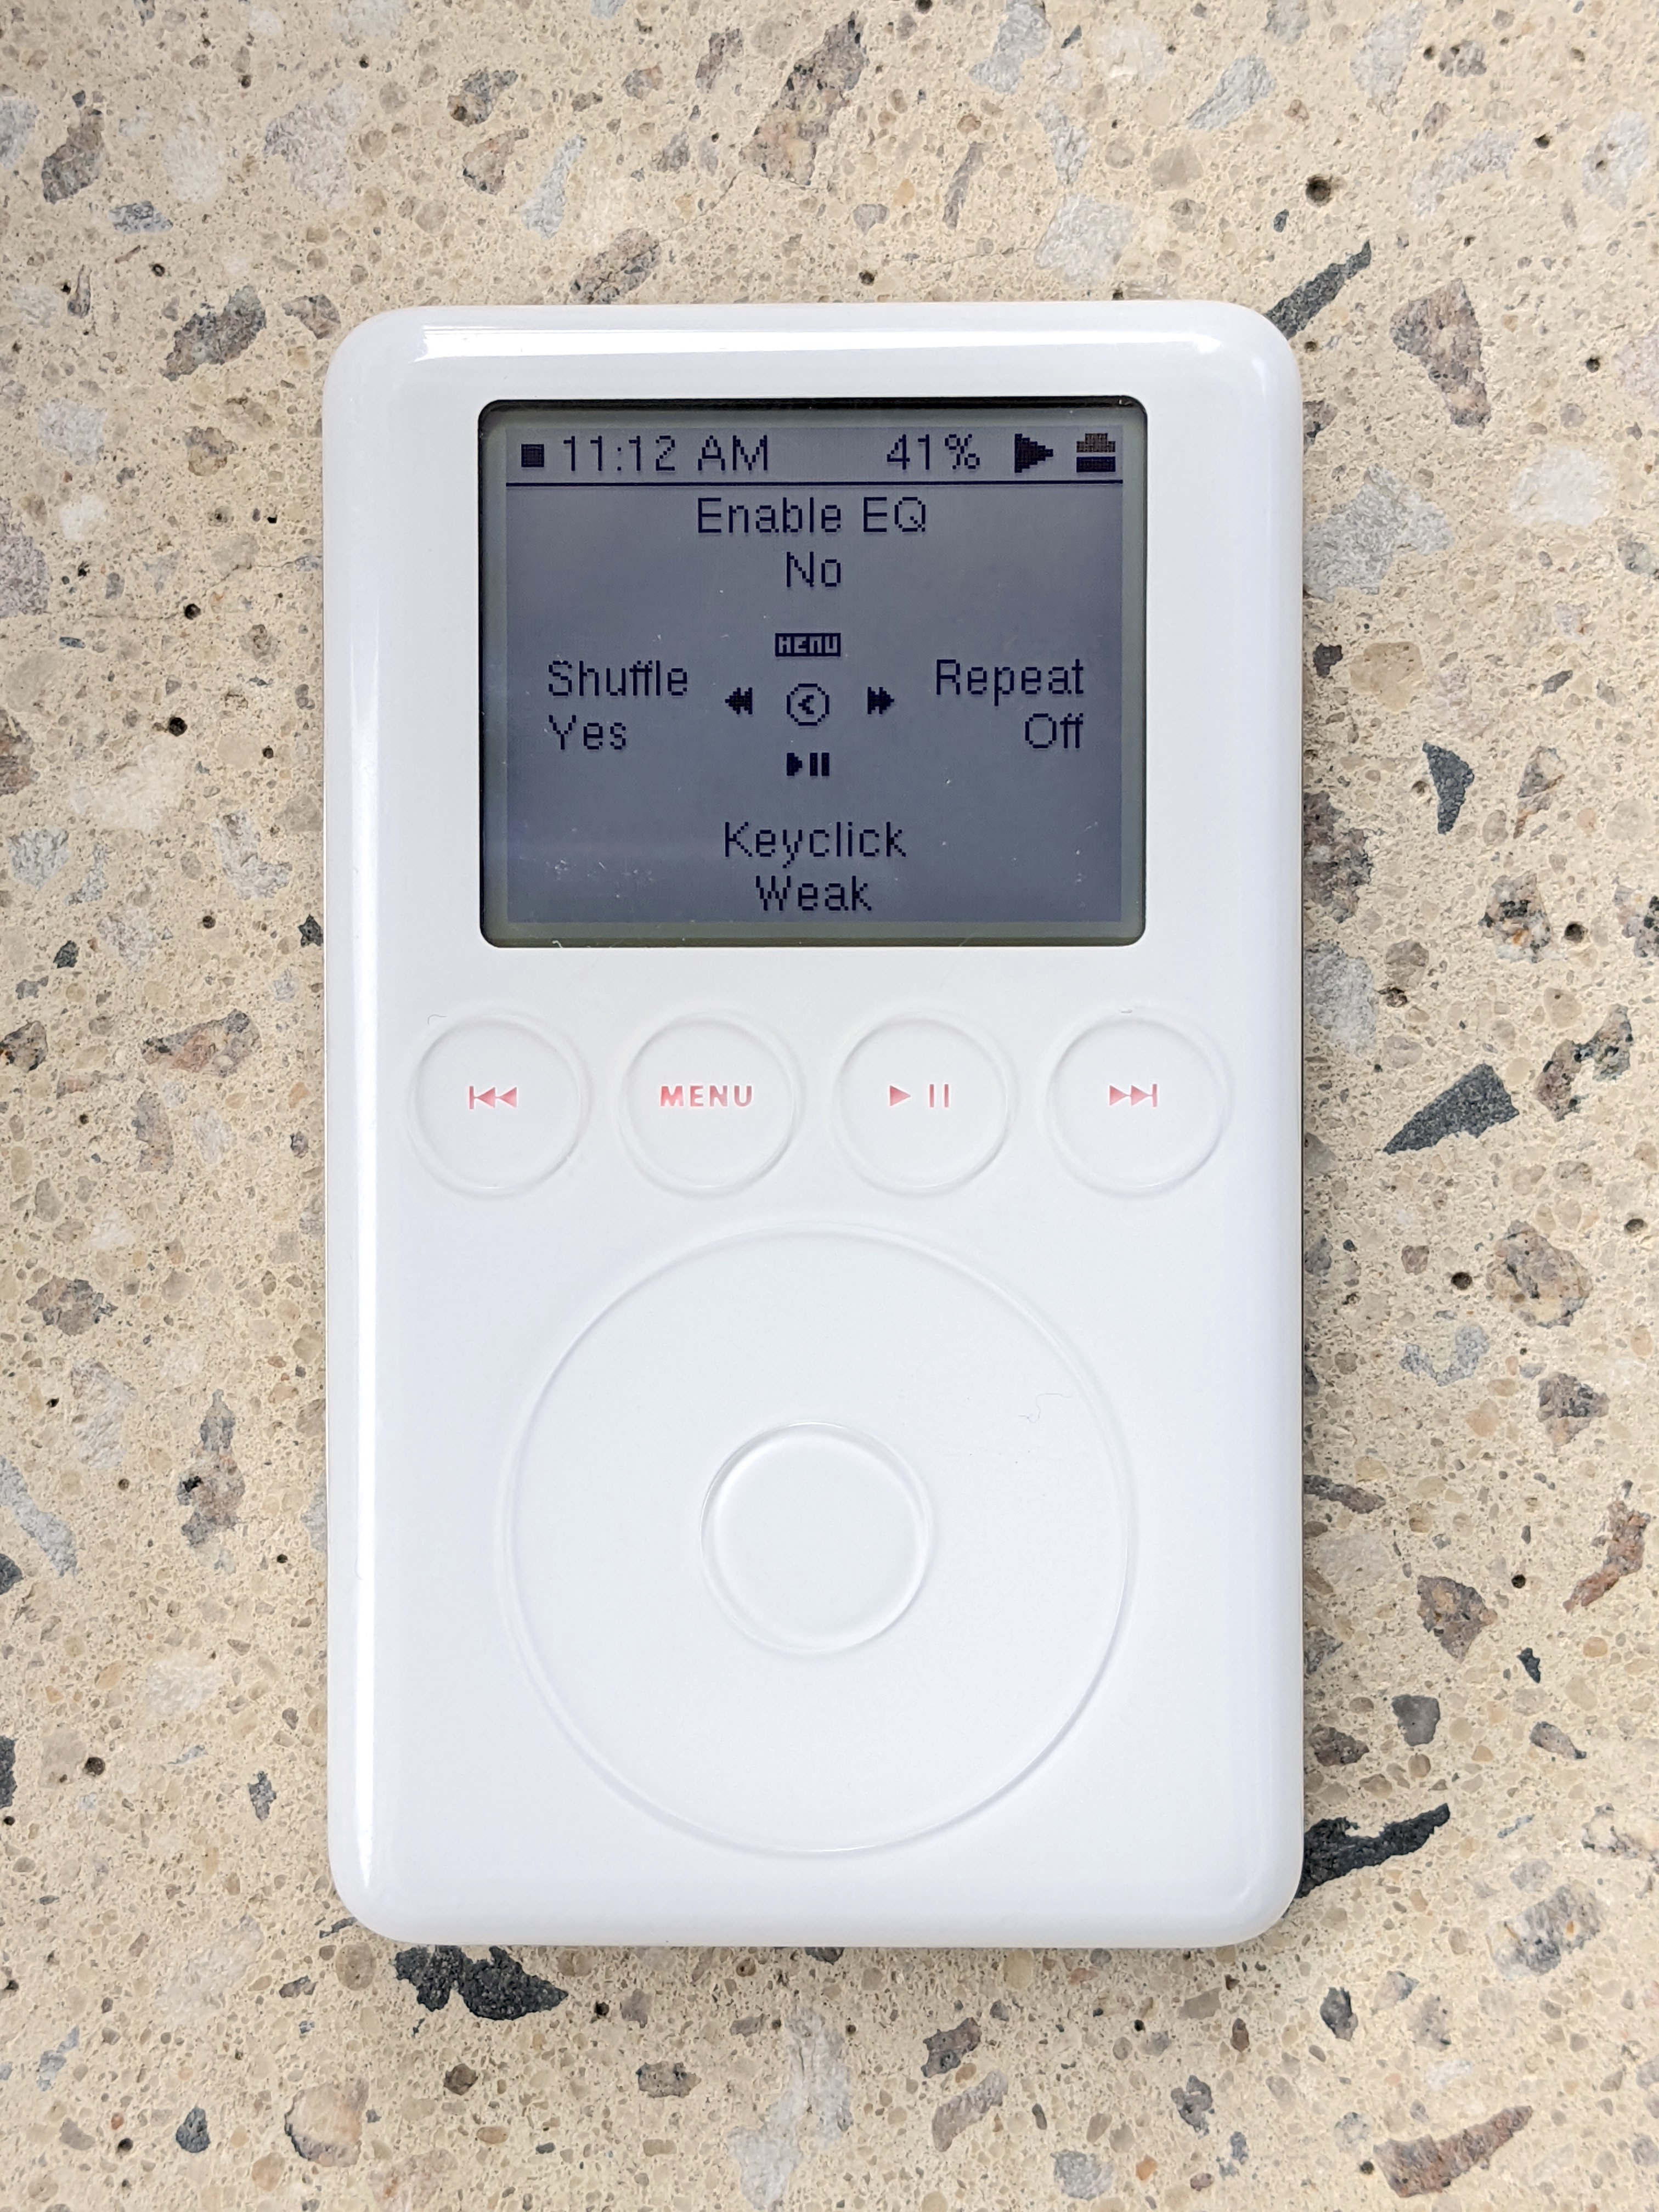 11:12 AM 41%
Enable EQ
No
MENU
Shuffle
Yes
Repeat
Off
Keyclick
Weak
MENU